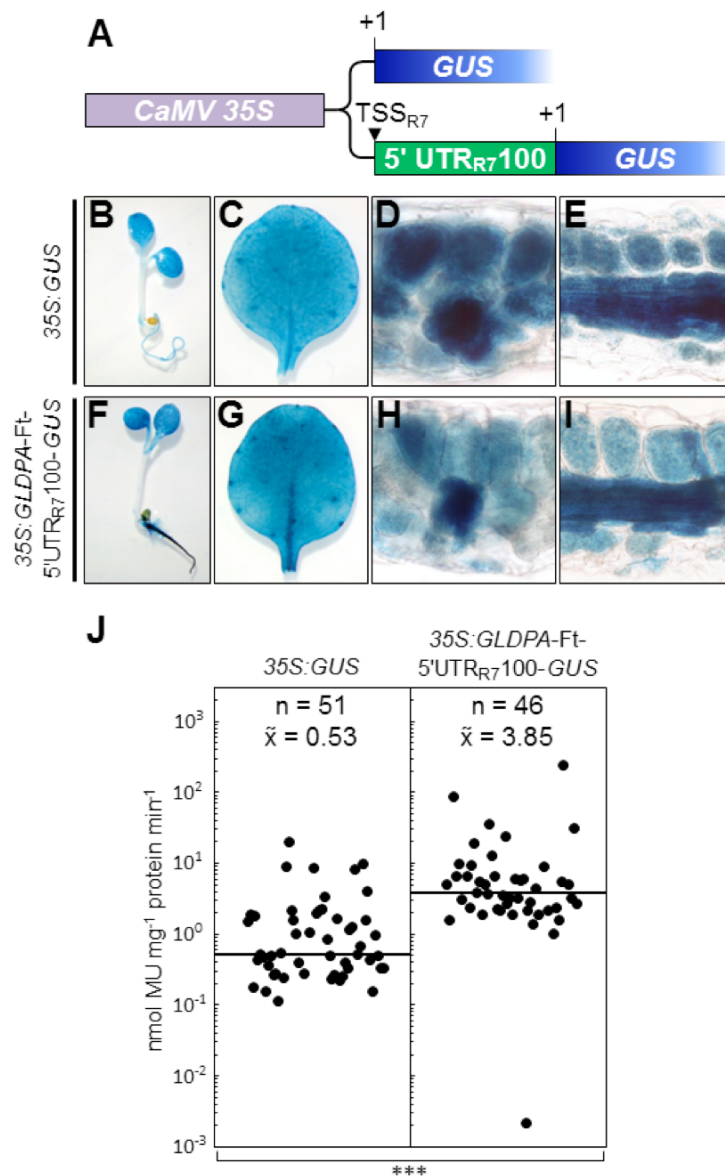 A
+1
GUS
CaMV 35S
TSSR7
+1
5' UTRR7100
GUS
35S:GUS
B
C
D
E
35S:GLDPA-Ft-
5'UTRR7100-GUS
F
G
H
I
J
35S:GUS
35S:GLDPA-Ft-
5'UTRR7100-GUS
n = 51
x̃ = 0.53
n = 46
x̃ = 3.85
nmol MU mg-1 protein min-1
10³
10²
10¹
10⁰
10⁻¹
10⁻²
10⁻³
***